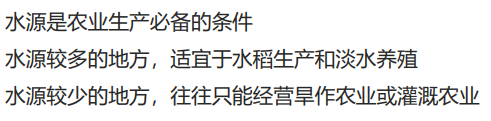 水源是农业生产必备的条件
水源较多的地方，适宜于水稻生产和淡水养殖
水源较少的地方，往往只能经营旱作农业或灌溉农业